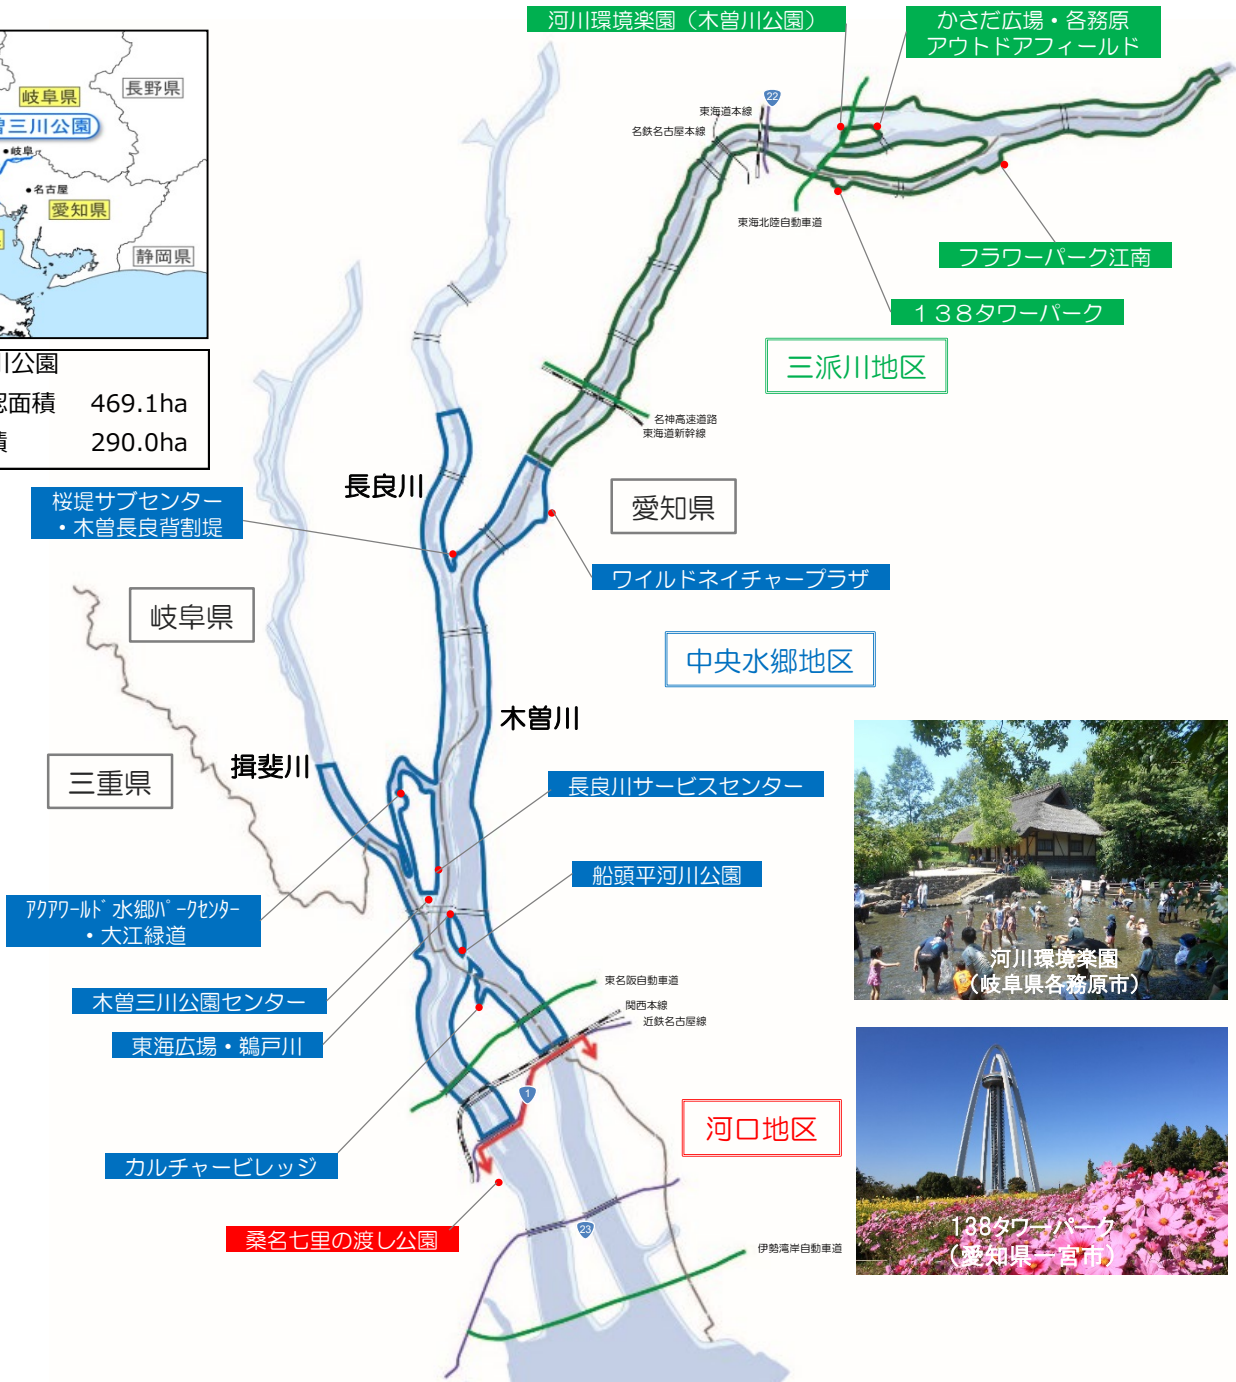 河川環境楽園（木曽川公園）
かさだ広場・各務原
アウトドアフィールド
岐阜県
長野県
曽三川公園
岐阜
名古屋
愛知県
静岡県
川公園
面積 469.1ha
積 290.0ha
22
東海道本線
名鉄名古屋本線
東海北陸自動車道
フラワーパーク江南
１３８タワーパーク
三派川地区
名神高速道路
東海道新幹線
長良川
愛知県
桜堤サブセンター
・木曽長良背割堤
ワイルドネイチャープラザ
岐阜県
中央水郷地区
木曽川
揖斐川
三重県
長良川サービスセンター
船頭平河川公園
ｱｸｱﾜｰﾙﾄﾞ水郷ﾊﾟｰｸｾﾝﾀｰ
・大江緑道
河川環境楽園
（岐阜県各務原市）
木曽三川公園センター
東名阪自動車道
関西本線
近鉄名古屋線
東海広場・鵜戸川
1
河口地区
カルチャービレッジ
桑名七里の渡し公園
23
伊勢湾岸自動車道
138タワーパーク
（愛知県一宮市）